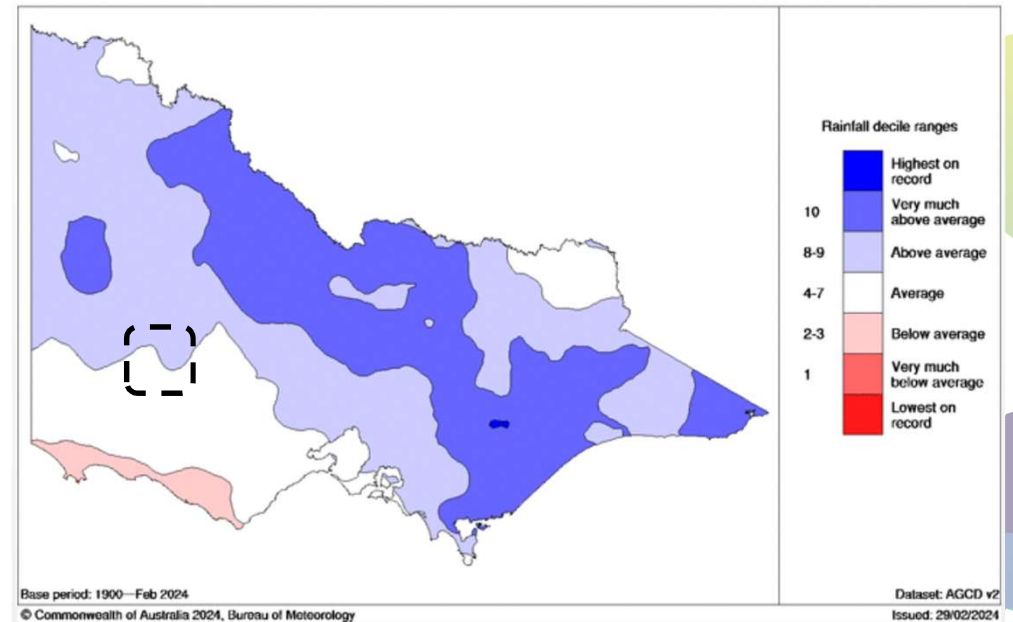 Rainfall decile ranges
Highest on
record
10
Very much
above average
8-9
Above average
4-7
Average
2-3
Below average
1
Very much
below average
Lowest on
record
Base period: 1900—Feb 2024
Dataset: AGCD v2
© Commonwealth of Australia 2024, Bureau of Meteorology
Issued: 29/02/2024